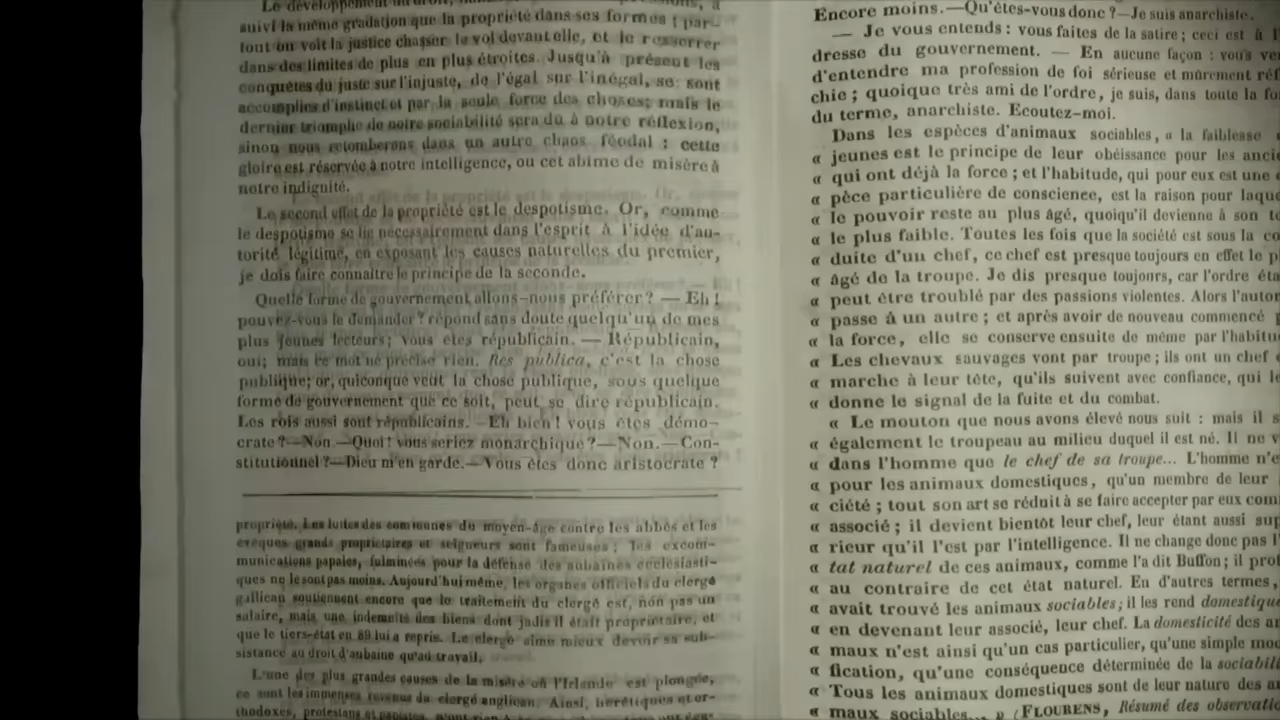 Le développement du droit,
suivi la même gradation que la propriété dans ses formes ; par-
tout on voit la justice chasser le vol devant elle, et le resserrer
dans des limites de plus en plus étroites. Jusqu'à présent les
conquêtes du juste sur l'injuste, de l'égal sur l'inégal, se sont
accomplies d'instinct et par la seule force des choses; mais le
dernier triomphe de notre sociabilité sera dû à notre réflexion,
sinon nous retomberons dans un autre chaos féodal : cette
gloire est réservée à notre intelligence, ou cet abîme de misère à
notre indignité.
Le second effet de la propriété est le despotisme. Or, comme
le despotisme se lie nécessairement dans l'esprit à l'idée d'au-
torité légitime, en exposant les causes naturelles du premier,
je dois faire connaître le principe de la seconde.
Quelle forme de gouvernement allons-nous préférer? — Eh !
pouvez-vous le demander? répond sans doute quelqu'un de mes
plus jeunes lecteurs; vous êtes républicain. — Républicain,
oui; mais ce mot ne précise rien. Res publica, c'est la chose
publique; or, quiconque veut la chose publique, sous quelque
forme de gouvernement que ce soit, peut se dire républicain.
Les rois aussi sont républicains. —Eh bien! vous êtes démo-
crate ?—Non.—Quoi! vous seriez monarchique?—Non.—Con-
stitutionnel ?—Dieu m'en garde.—Vous êtes donc aristocrate ?
propriété. Les luttes des communes du moyen-âge contre les abbés et les
évêques grands propriétaires et seigneurs sont fameuses ; les excom-
munications papales, fulminées pour la défense des aubaines ecclésiasti-
ques ne le sont pas moins. Aujourd'hui même, les organes officiels du clergé
gallican soutiennent encore que le traitement du clergé est, non pas un
salaire, mais une indemnité des biens dont jadis il était propriétaire, et
que le tiers-état en 89 lui a repris. Le clergé aime mieux devoir sa sub-
sistance au droit d'aubaine qu'au travail.
L'une des plus grandes causes de la misère où l'Irlande est plongée,
ce sont les immenses revenus du clergé anglican. Ainsi, hérétiques et or-
thodoxes, protestans et papistes, n'ont rien à
Encore moins.—Qu'êtes-vous donc ?—Je suis anarchiste.
— Je vous entends : vous faites de la satire ; ceci est à l'
dresse du gouvernement. — En aucune façon : vous ve
d'entendre ma profession de foi sérieuse et mûrement réf
chie ; quoique très ami de l'ordre, je suis, dans toute la fo
du terme, anarchiste. Ecoutez-moi.
Dans les espèces d'animaux sociables, « la faiblesse
« jeunes est le principe de leur obéissance pour les ancie
« qui ont déjà la force ; et l'habitude, qui pour eux est une e
« pèce particulière de conscience, est la raison pour laque
« le pouvoir reste au plus âgé, quoiqu'il devienne à son t
« le plus faible. Toutes les fois que la société est sous la co
« duite d'un chef, ce chef est presque toujours en effet le p
« âgé de la troupe. Je dis presque toujours, car l'ordre éta
« peut être troublé par des passions violentes. Alors l'autor
« passe à un autre ; et après avoir de nouveau commencé p
« la force, elle se conserve ensuite de même par l'habitu
« Les chevaux sauvages vont par troupe ; ils ont un chef
« marche à leur tête, qu'ils suivent avec confiance, qui le
« donne le signal de la fuite et du combat.
« Le mouton que nous avons élevé nous suit : mais il s
« également le troupeau au milieu duquel il est né. Il ne v
« dans l'homme que le chef de sa troupe... L'homme n'e
« pour les animaux domestiques, qu'un membre de leur
« ciété ; tout son art se réduit à se faire accepter par eux com
« associé ; il devient bientôt leur chef, leur étant aussi sup
« rieur qu'il l'est par l'intelligence. Il ne change donc pas l'
« tat naturel de ces animaux, comme l'a dit Buffon ; il prof
« au contraire de cet état naturel. En d'autres termes,
« avait trouvé les animaux sociables; il les rend domestique
« en devenant leur associé, leur chef. La domesticité des an
« maux n'est ainsi qu'un cas particulier, qu'une simple mod
« fication, qu'une conséquence déterminée de la sociabili
« Tous les animaux domestiques sont de leur nature des an
« maux sociables... » (FLOURENS, Résumé des observatio